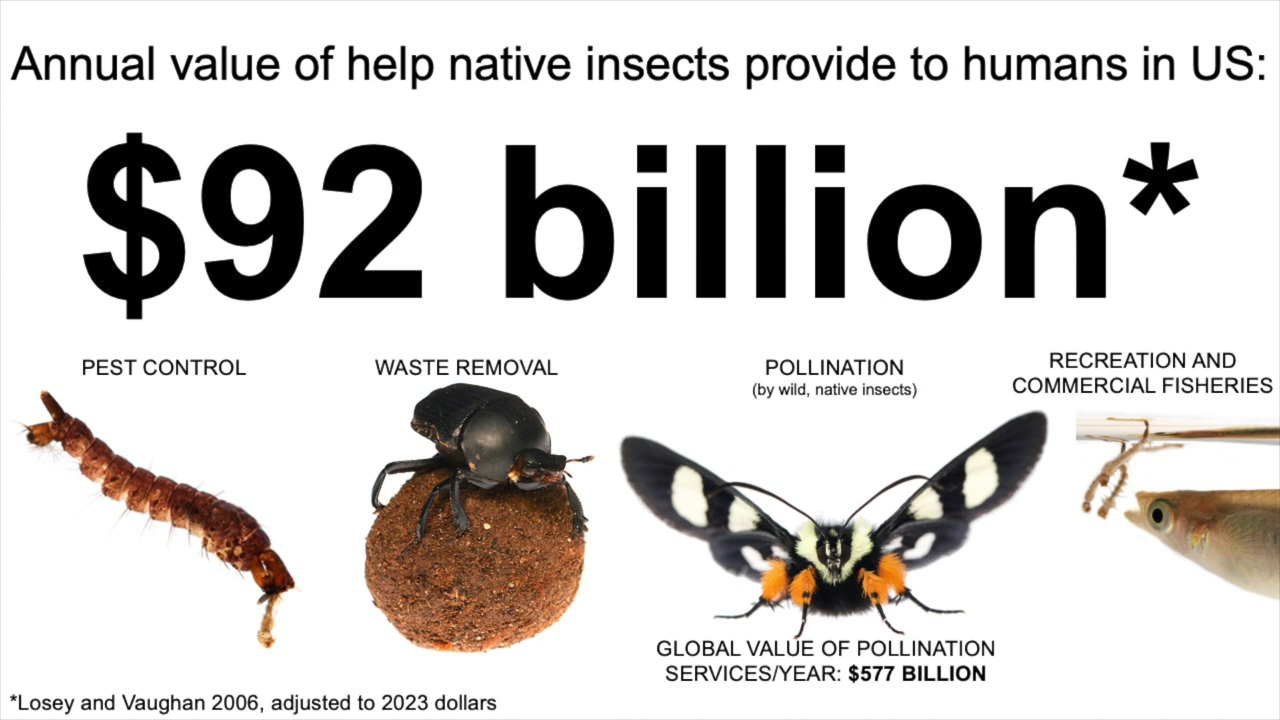 Annual value of help native insects provide to humans in US:
$92 billion*
PEST CONTROL
WASTE REMOVAL
POLLINATION
(by wild, native insects)
RECREATION AND
COMMERCIAL FISHERIES
GLOBAL VALUE OF POLLINATION
SERVICES/YEAR: $577 BILLION
*Losey and Vaughan 2006, adjusted to 2023 dollars